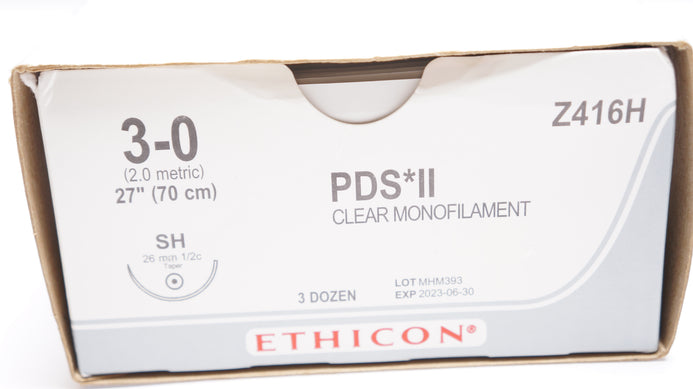 Z416H
3-0
(2.0 metric)
27" (70 cm)
PDS*II
CLEAR MONOFILAMENT
SH
26 mm 1/2c
Taper
3 DOZEN
LOT MHM393
EXP 2023-06-30
ETHICON®